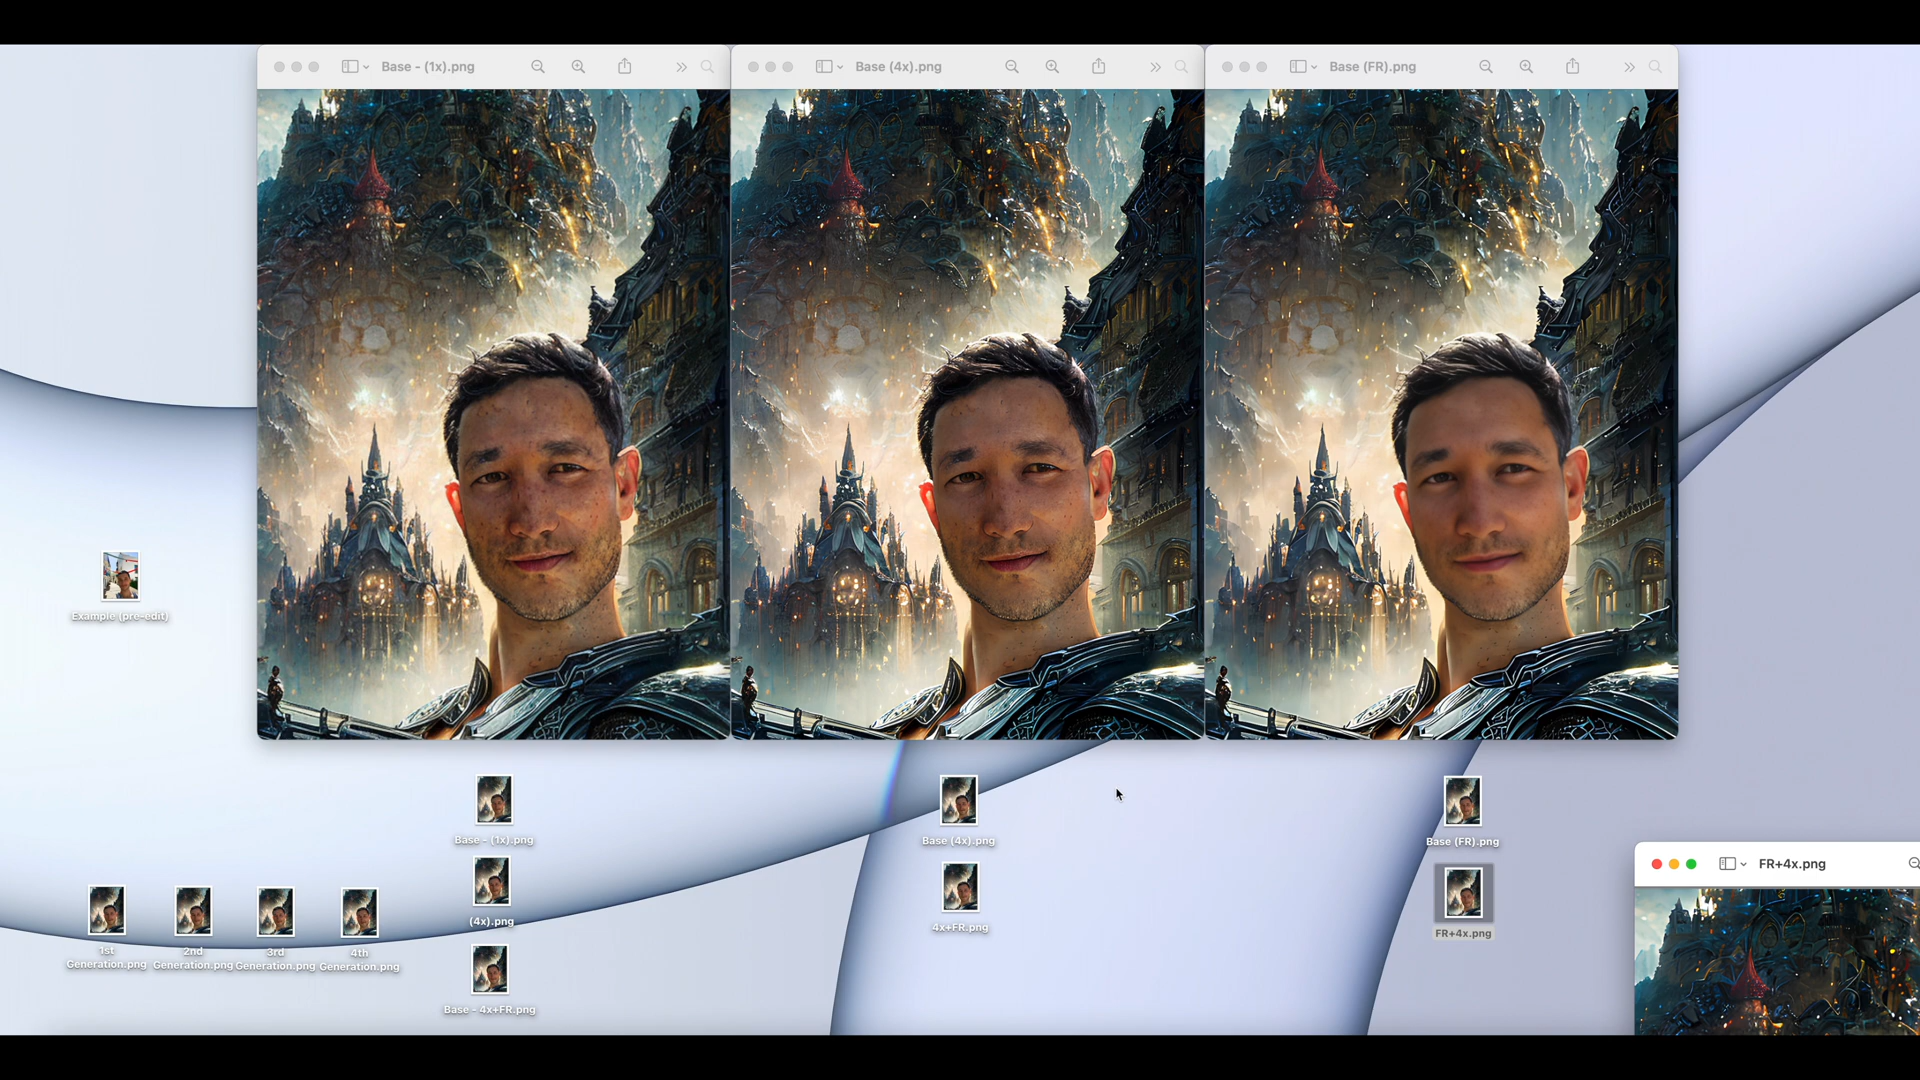 Base - (1x).png
Base (4x).png
Base (FR).png
Example (pre-edit)
Base - (1x).png
Base (4x).png
Base (FR).png
FR+4x.png
(4x).png
4x+FR.png
FR+4x.png
1st
Generation.png
2nd
Generation.png
3rd
Generation.png
4th
Generation.png
Base - 4x+FR.png